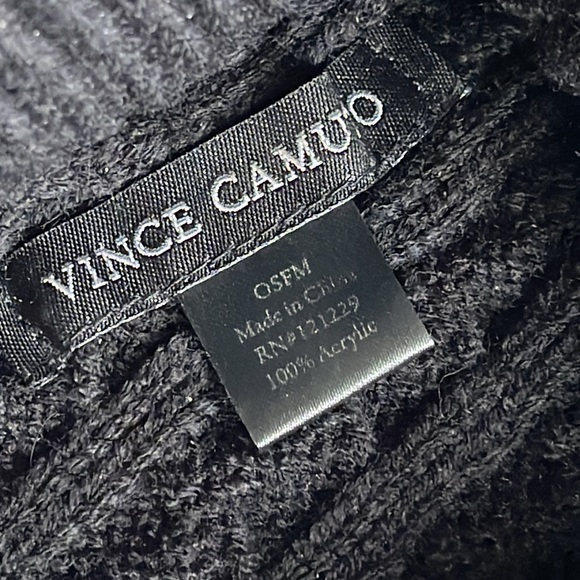 VINCE CAMUTO
OSFM
Made in China
RN# 121229
100% Acrylic